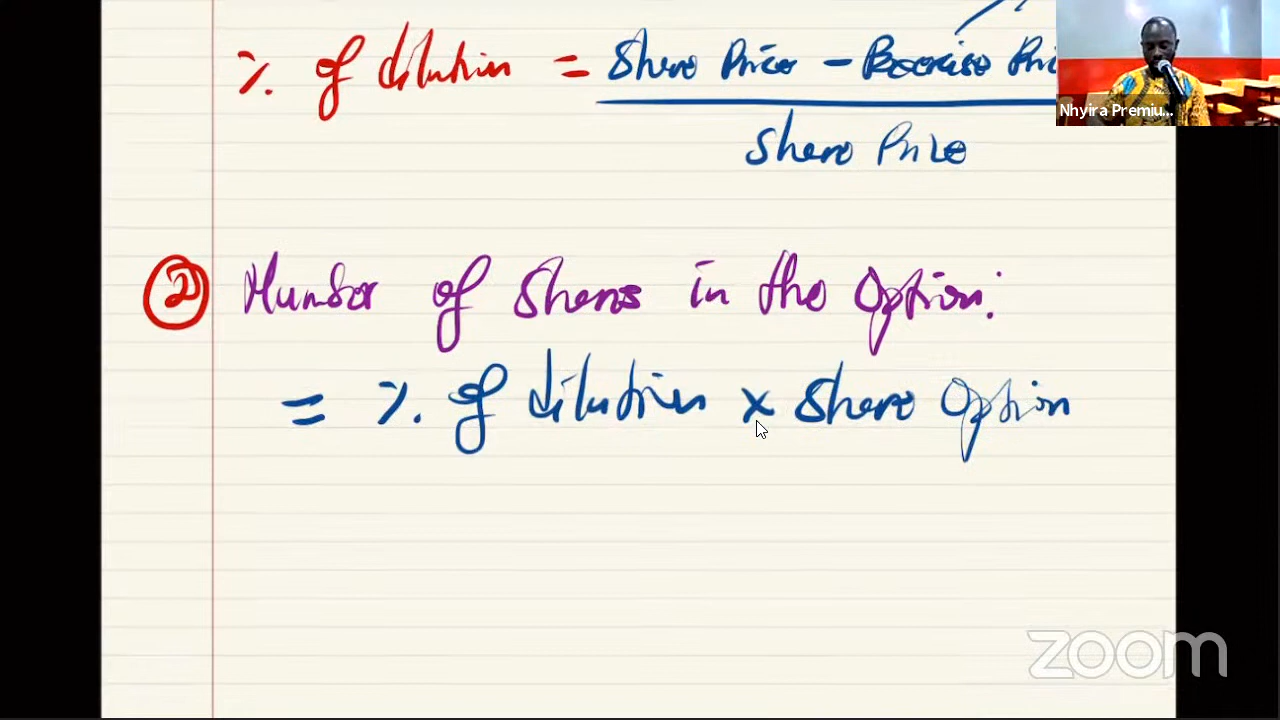 % of dilution = Share Price - Exercise Pri
Share Price
Nhyira Premiu...
② Number of Shares in the Option:
= % of dilution x Share Option
zoom